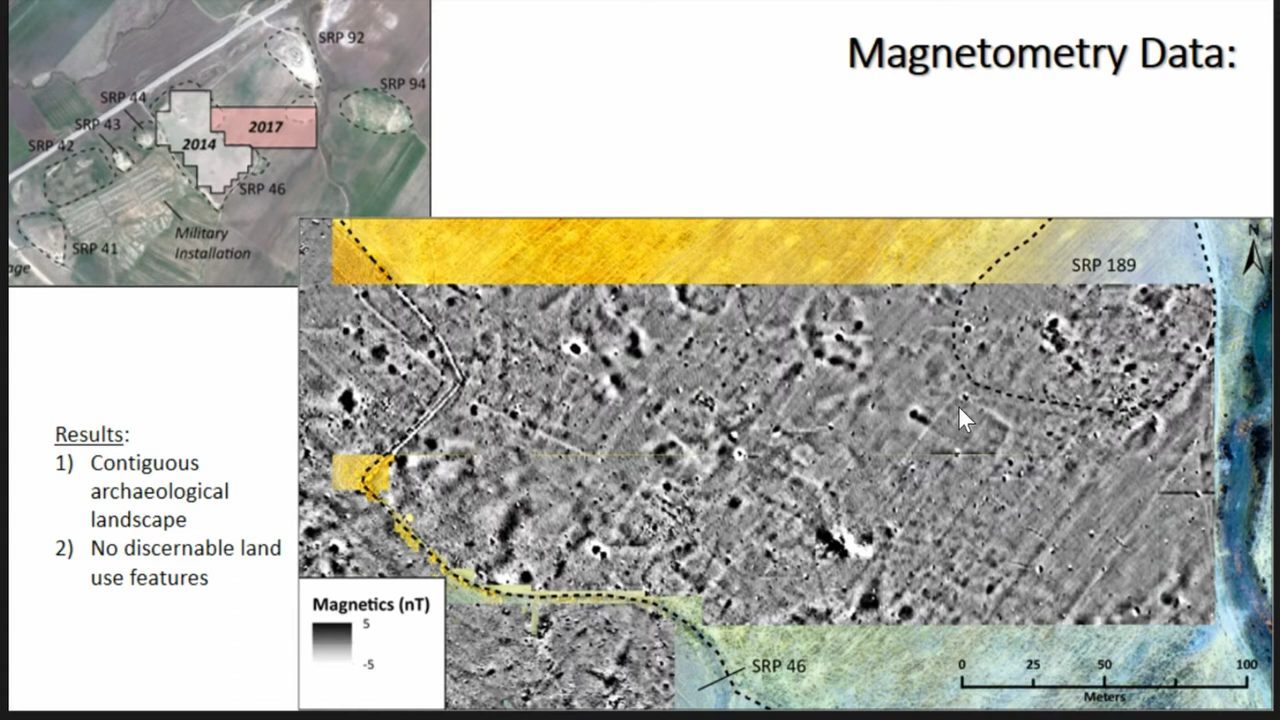 Magnetometry Data:
SRP 92
SRP 94
SRP 44
SRP 43
2017
2014
SRP 42
SRP 46
Military
Installation
SRP 41
age
N
SRP 189
Results:
1) Contiguous
archaeological
landscape
2) No discernable land
use features
Magnetics (nT)
5
-5
SRP 46
0 25 50 100
Meters